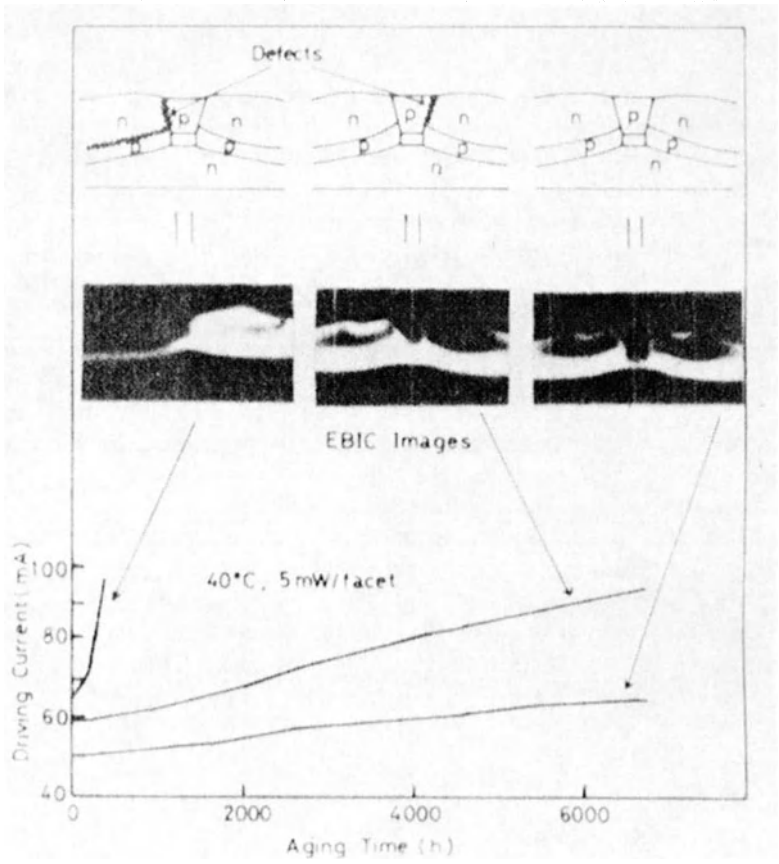 Defects
n p n n p n n p n
p p p p p p
n n n
EBIC Images
100
40°C, 5mW/facet
80
60
40
0 2000 4000 6000
Driving Current (mA)
Aging Time (h)